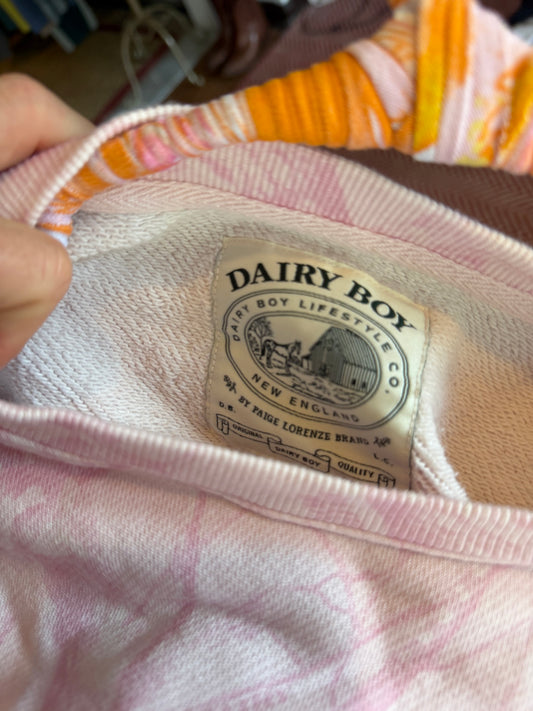 DAIRY BOY
DAIRY BOY LIFESTYLE CO.
NEW ENGLAND
BY PAIGE LORENZE BRAND
D.B.
L.C.
ORIGINAL
DAIRY BOY
QUALITY